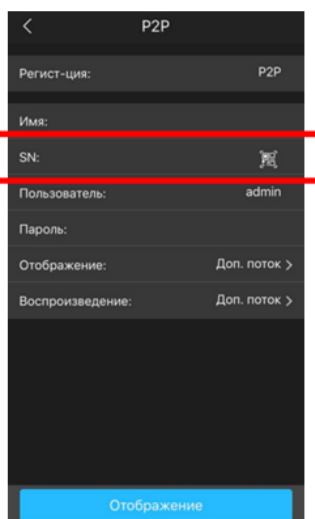 P2P
Регист-ция: P2P
Имя:
SN:
Пользователь: admin
Пароль:
Отображение: Доп. поток
Воспроизведение: Доп. поток
Отображение